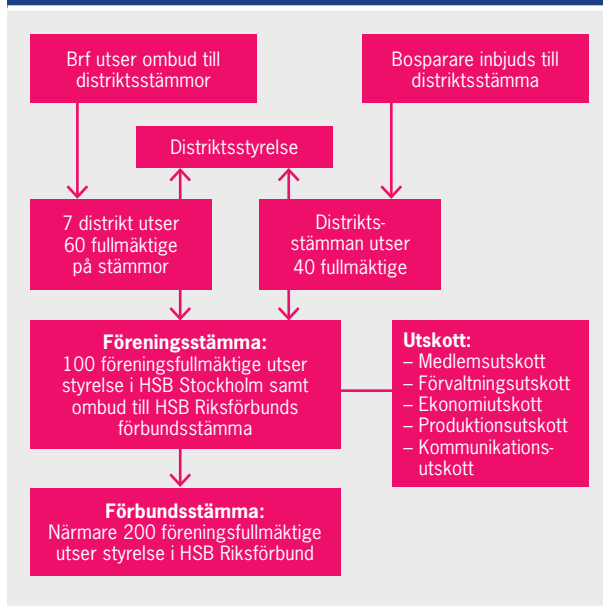 Brf utser ombud till
distriktsstämmor
Bosparare inbjuds till
distriktsstämma
Distriktsstyrelse
7 distrikt utser
60 fullmäktige
på stämmor
Distrikts-
stämman utser
40 fullmäktige
Föreningsstämma:
100 föreningsfullmäktige utser
styrelse i HSB Stockholm samt
ombud till HSB Riksförbunds
förbundsstämma
Utskott:
– Medlemsutskott
– Förvaltningsutskott
– Ekonomiutskott
– Produktionsutskott
– Kommunikations-
utskott
Förbundsstämma:
Närmare 200 föreningsfullmäktige
utser styrelse i HSB Riksförbund